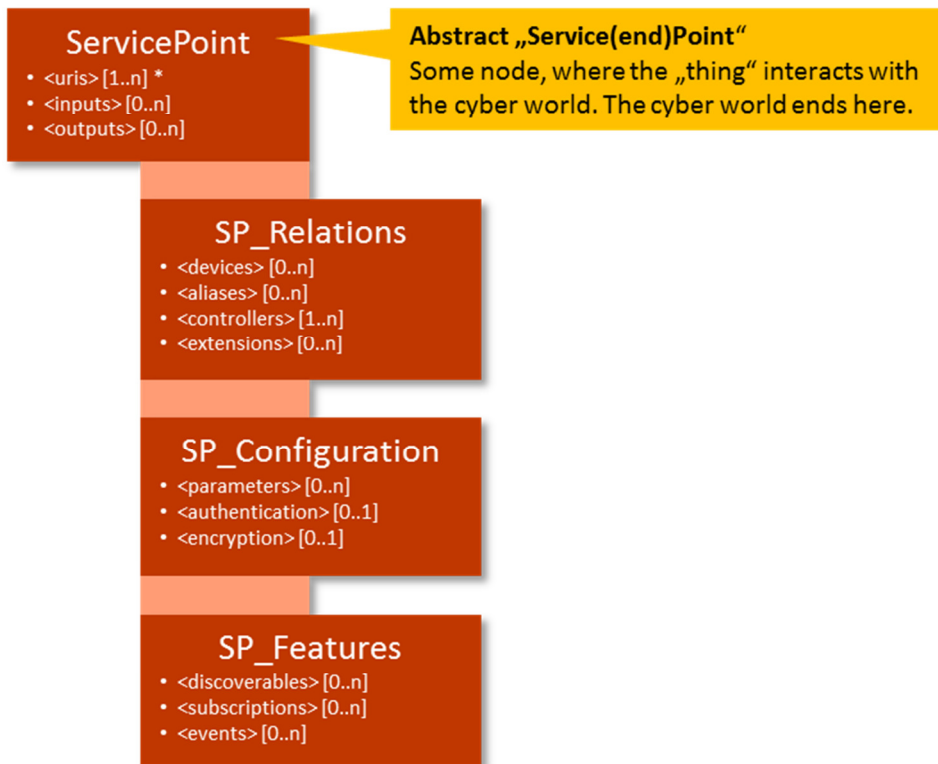 ServicePoint
• <uris> [1..n] *
• <inputs> [0..n]
• <outputs> [0..n]
Abstract „Service(end)Point“
Some node, where the „thing“ interacts with
the cyber world. The cyber world ends here.
SP_Relations
• <devices> [0..n]
• <aliases> [0..n]
• <controllers> [1..n]
• <extensions> [0..n]
SP_Configuration
• <parameters> [0..n]
• <authentication> [0..1]
• <encryption> [0..1]
SP_Features
• <discoverables> [0..n]
• <subscriptions> [0..n]
• <events> [0..n]